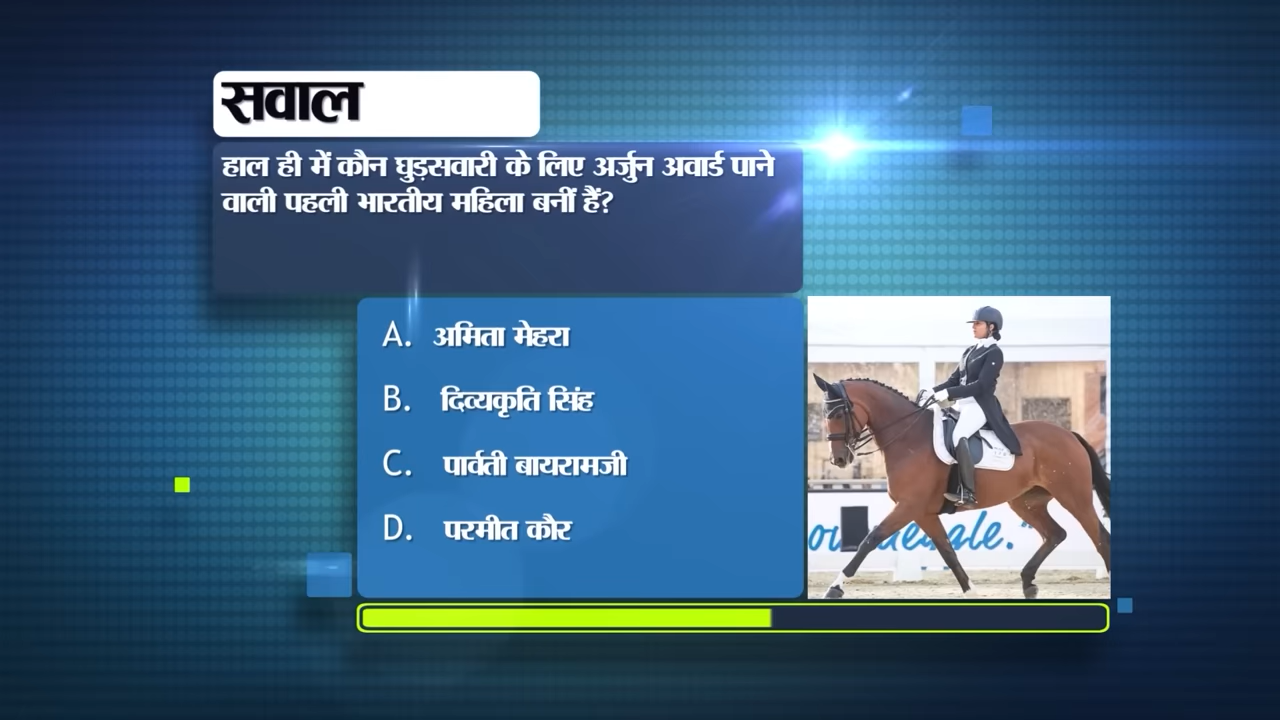 सवाल
हाल ही में कौन घुड़सवारी के लिए अर्जुन अवार्ड पाने
वाली पहली भारतीय महिला बनीं हैं?
A. अमिता मेहरा
B. दिव्यकृति सिंह
C. पार्वती बायरामजी
D. परमीत कौर